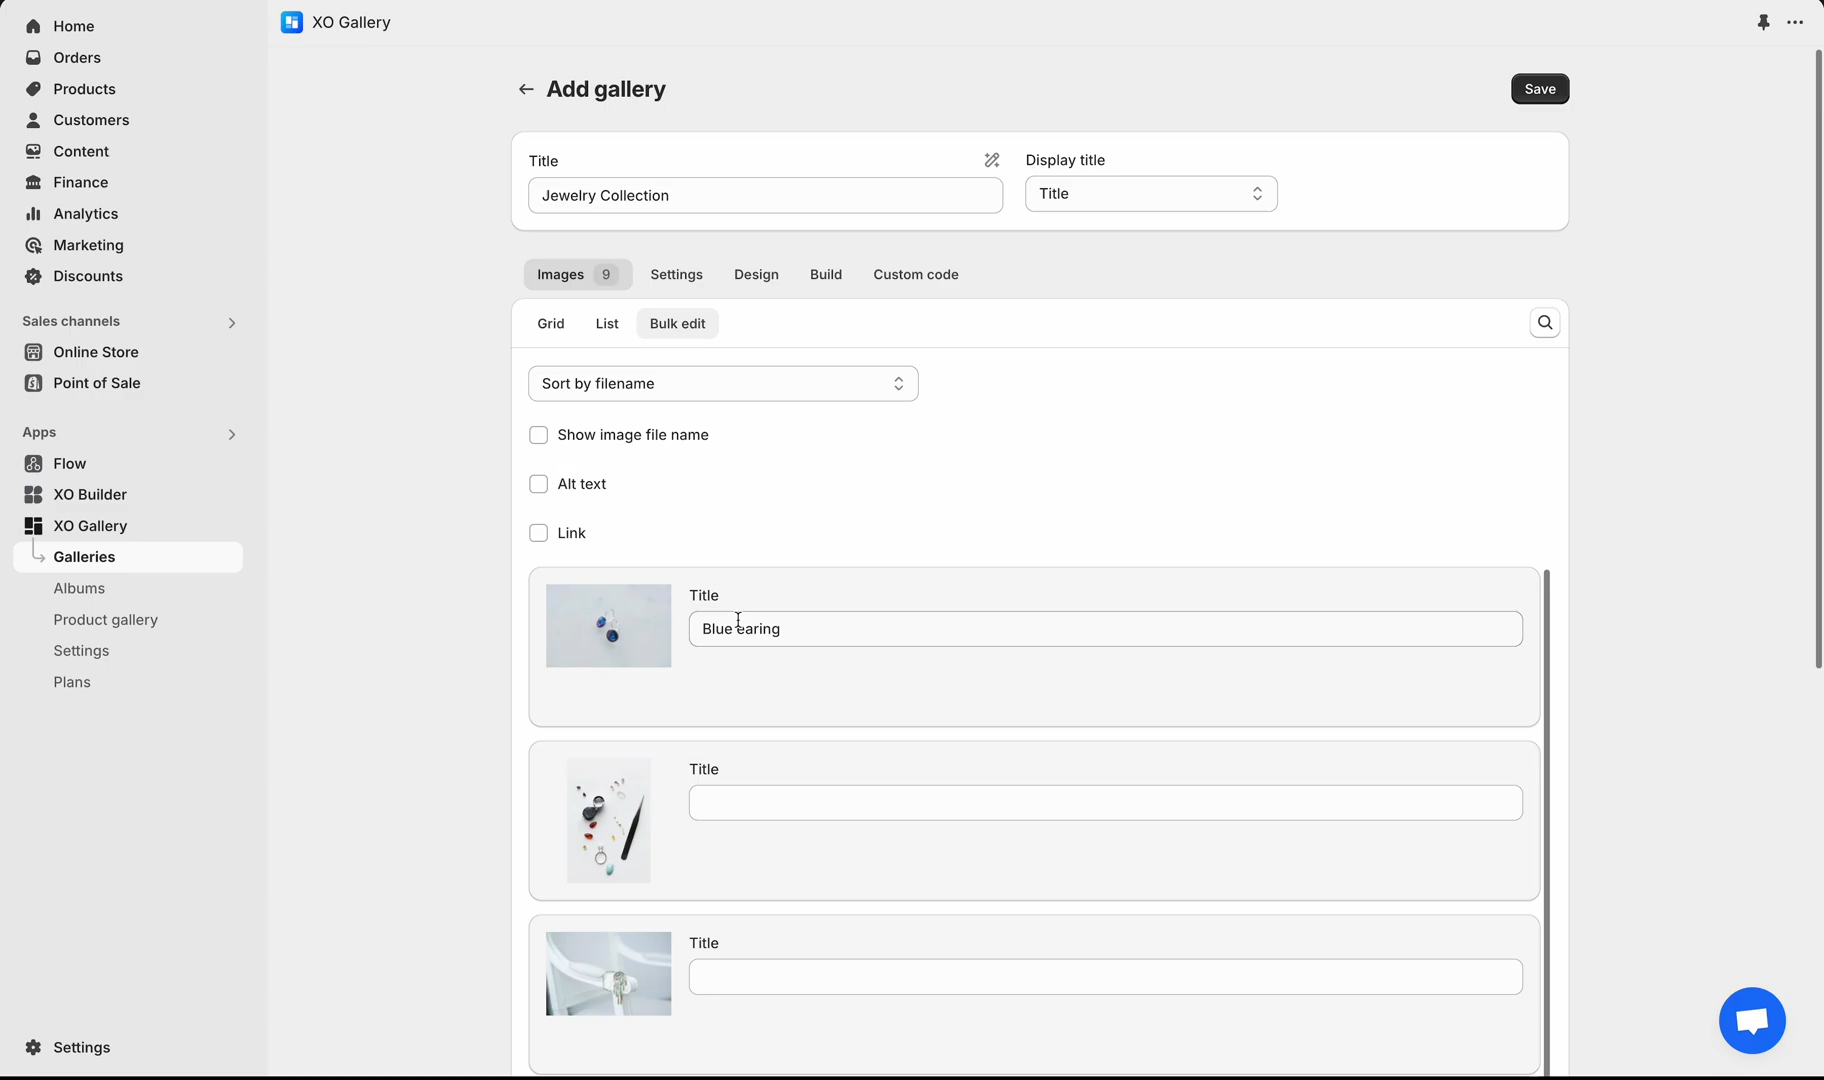 Home
Orders
Products
Customers
Content
Finance
Analytics
Marketing
Discounts
Sales channels
Online Store
Point of Sale
Apps
Flow
XO Builder
XO Gallery
Galleries
Albums
Product gallery
Settings
Plans
Settings
XO Gallery
Add gallery
Save
Title
Display title
Jewelry Collection
Title
Images 9 Settings Design Build Custom code
Grid List Bulk edit
Sort by filename
Show image file name
Alt text
Link
Title
Blue earing
Title
Title